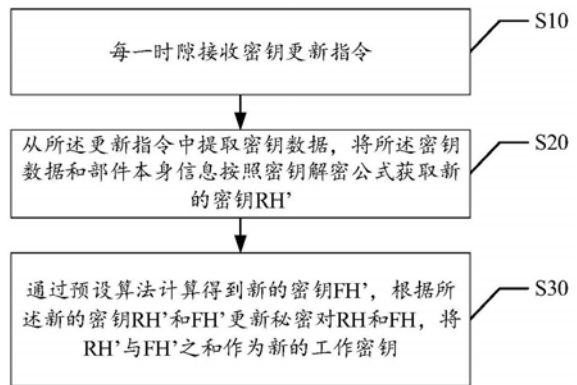 每一时隙接收密钥更新指令
S10
从所述更新指令中提取密钥数据，将所述密钥
数据和部件本身信息按照密钥解密公式获取新
的密钥RH’
S20
通过预设算法计算得到新的密钥FH’，根据所
述新的密钥RH’和FH’更新秘密对RH和FH，将
RH’与FH’之和作为新的工作密钥
S30